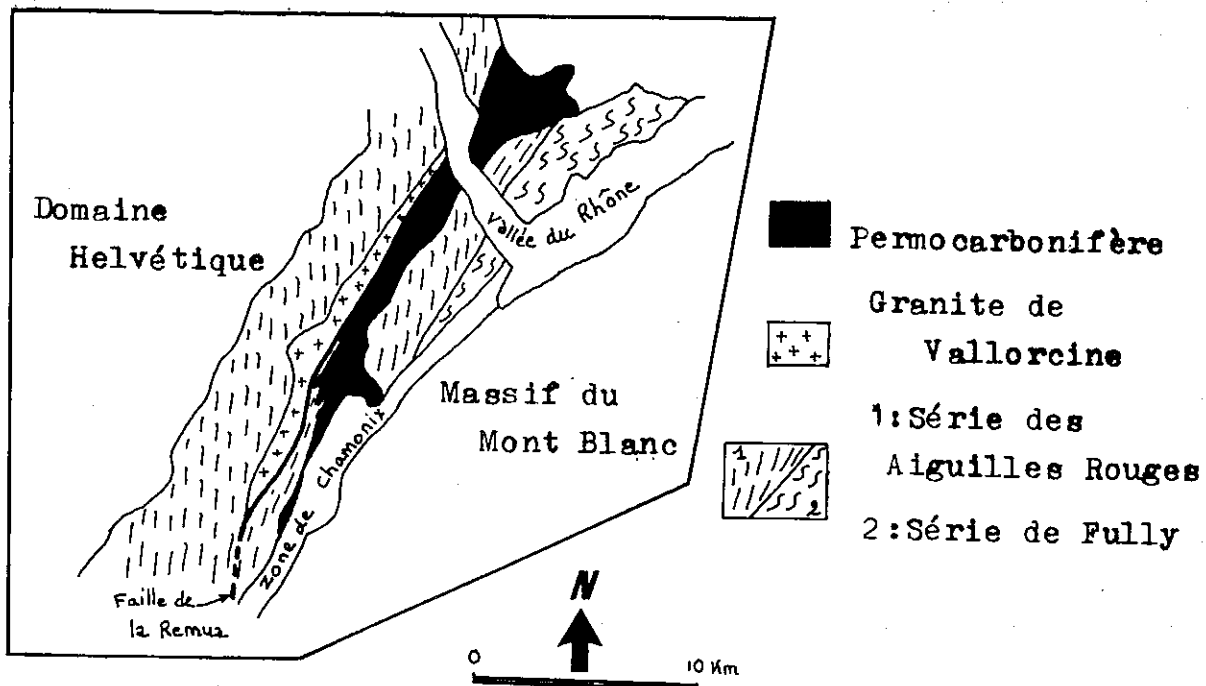 Domaine
Helvétique
Vallée du Rhône
Massif du
Mont Blanc
Zone de Chamonix
Faille de
la Remua
Permocarbonifère
Granite de
Vallorcine
1:Série des
Aiguilles Rouges
2:Série de Fully
1
2
N
0
10 Km